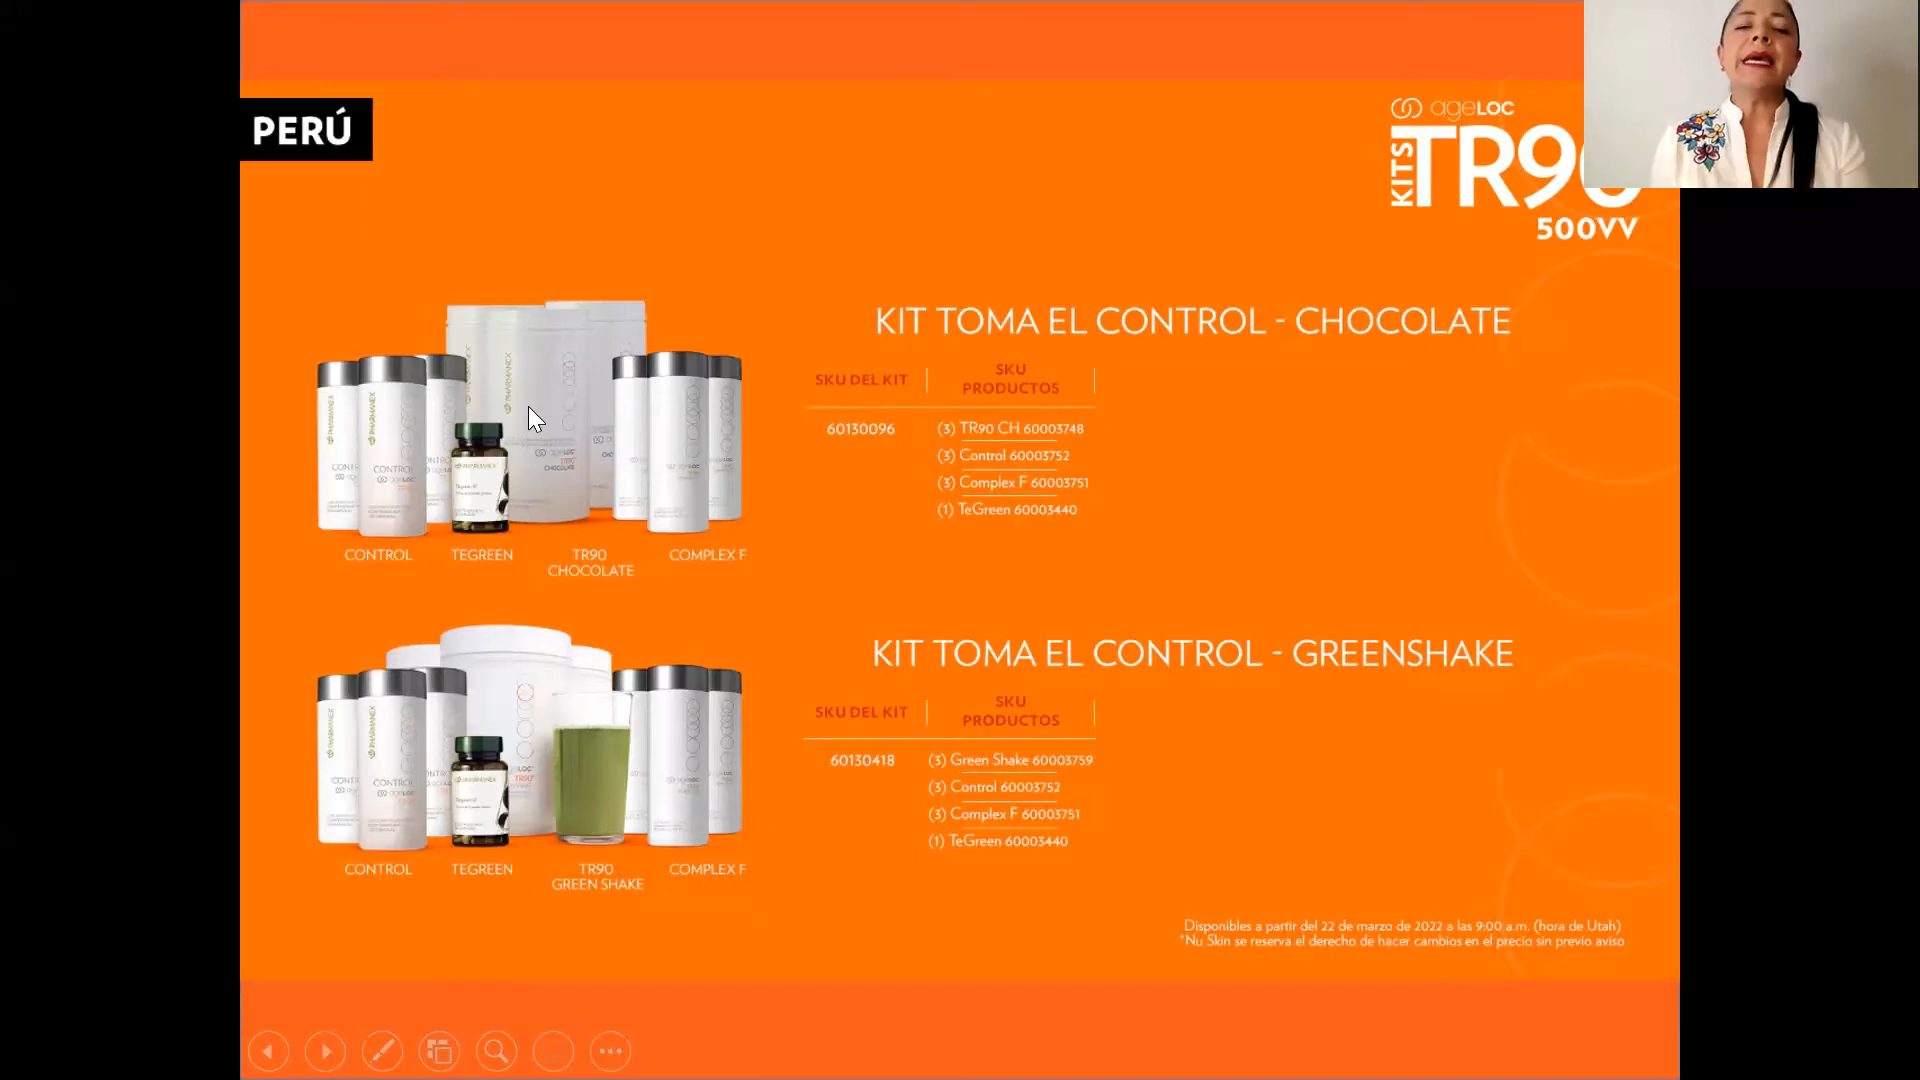 PERÚ
ageLOC
KITS TR90
500VV
KIT TOMA EL CONTROL - CHOCOLATE
SKU DEL KIT
SKU
PRODUCTOS
60130096
(3) TR90 CH 60003748
(3) Control 60003752
(3) Complex F 60003751
(1) TeGreen 60003440
CONTROL
TEGREEN
TR90
CHOCOLATE
COMPLEX F
KIT TOMA EL CONTROL - GREENSHAKE
SKU DEL KIT
SKU
PRODUCTOS
60130418
(3) Green Shake 60003759
(3) Control 60003752
(3) Complex F 60003751
(1) TeGreen 60003440
CONTROL
TEGREEN
TR90
GREEN SHAKE
COMPLEX F
Disponibles a partir del 22 de marzo de 2022 a las 9:00 a.m. (hora de Utah)
*Nu Skin se reserva el derecho de hacer cambios en el precio sin previo aviso